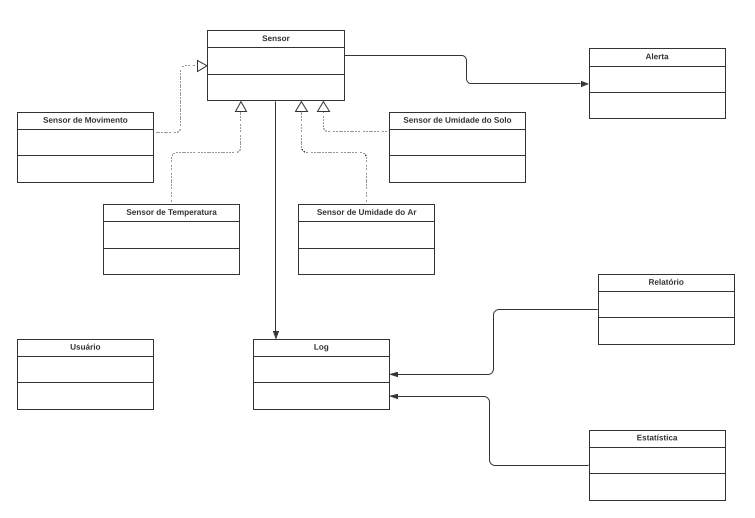 Sensor
Alerta
Sensor de Movimento
Sensor de Umidade do Solo
Sensor de Temperatura
Sensor de Umidade do Ar
Relatório
Usuário
Log
Estatística